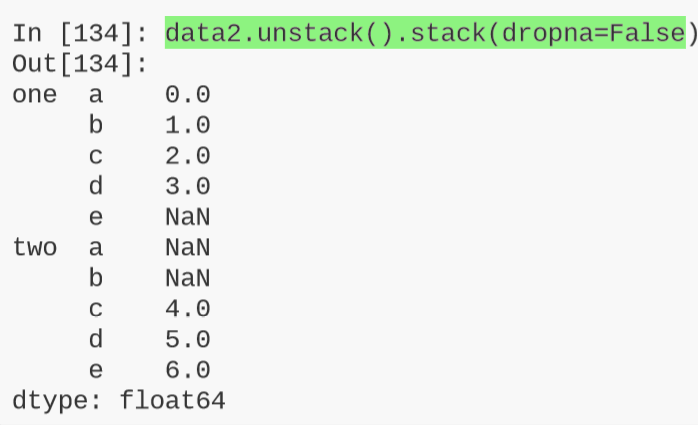 In [134]: data2.unstack().stack(dropna=False)
Out[134]:
one  a    0.0
     b    1.0
     c    2.0
     d    3.0
     e    NaN
two  a    NaN
     b    NaN
     c    4.0
     d    5.0
     e    6.0
dtype: float64